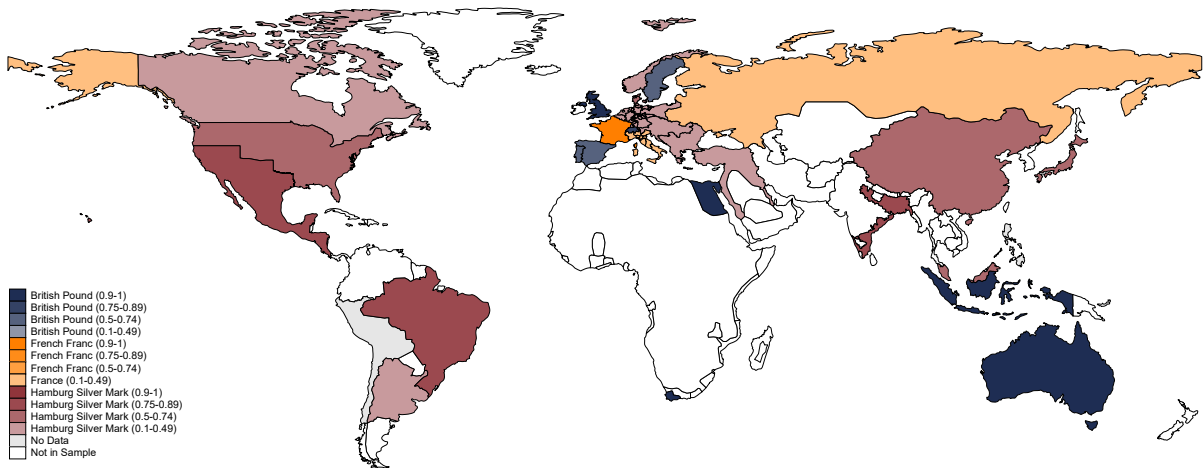 British Pound (0.9-1)
British Pound (0.75-0.89)
British Pound (0.5-0.74)
British Pound (0.1-0.49)
French Franc (0.9-1)
French Franc (0.75-0.89)
French Franc (0.5-0.74)
France (0.1-0.49)
Hamburg Silver Mark (0.9-1)
Hamburg Silver Mark (0.75-0.89)
Hamburg Silver Mark (0.5-0.74)
Hamburg Silver Mark (0.1-0.49)
No Data
Not in Sample